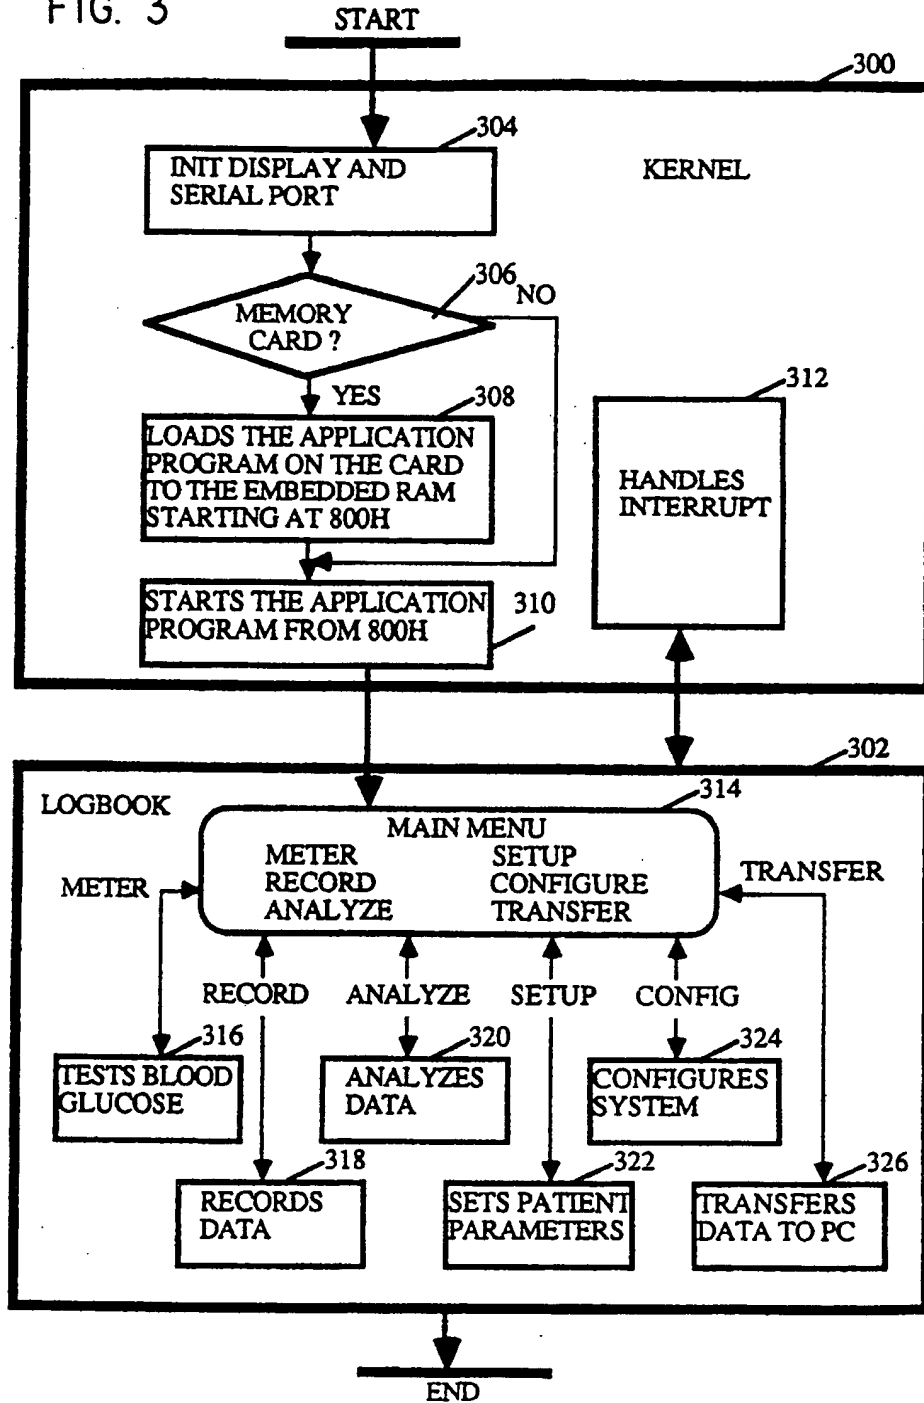 FIG. 3
START
300
304
INIT DISPLAY AND
SERIAL PORT
KERNEL
306
NO
MEMORY
CARD ?
YES
308
LOADS THE APPLICATION
PROGRAM ON THE CARD
TO THE EMBEDDED RAM
STARTING AT 800H
312
HANDLES
INTERRUPT
STARTS THE APPLICATION
PROGRAM FROM 800H
310
302
LOGBOOK
314
MAIN MENU
METER SETUP
RECORD CONFIGURE
ANALYZE TRANSFER
METER
TRANSFER
RECORD
ANALYZE
SETUP
CONFIG
316
TESTS BLOOD
GLUCOSE
320
ANALYZES
DATA
324
CONFIGURES
SYSTEM
318
RECORDS
DATA
322
SETS PATIENT
PARAMETERS
326
TRANSFERS
DATA TO PC
END